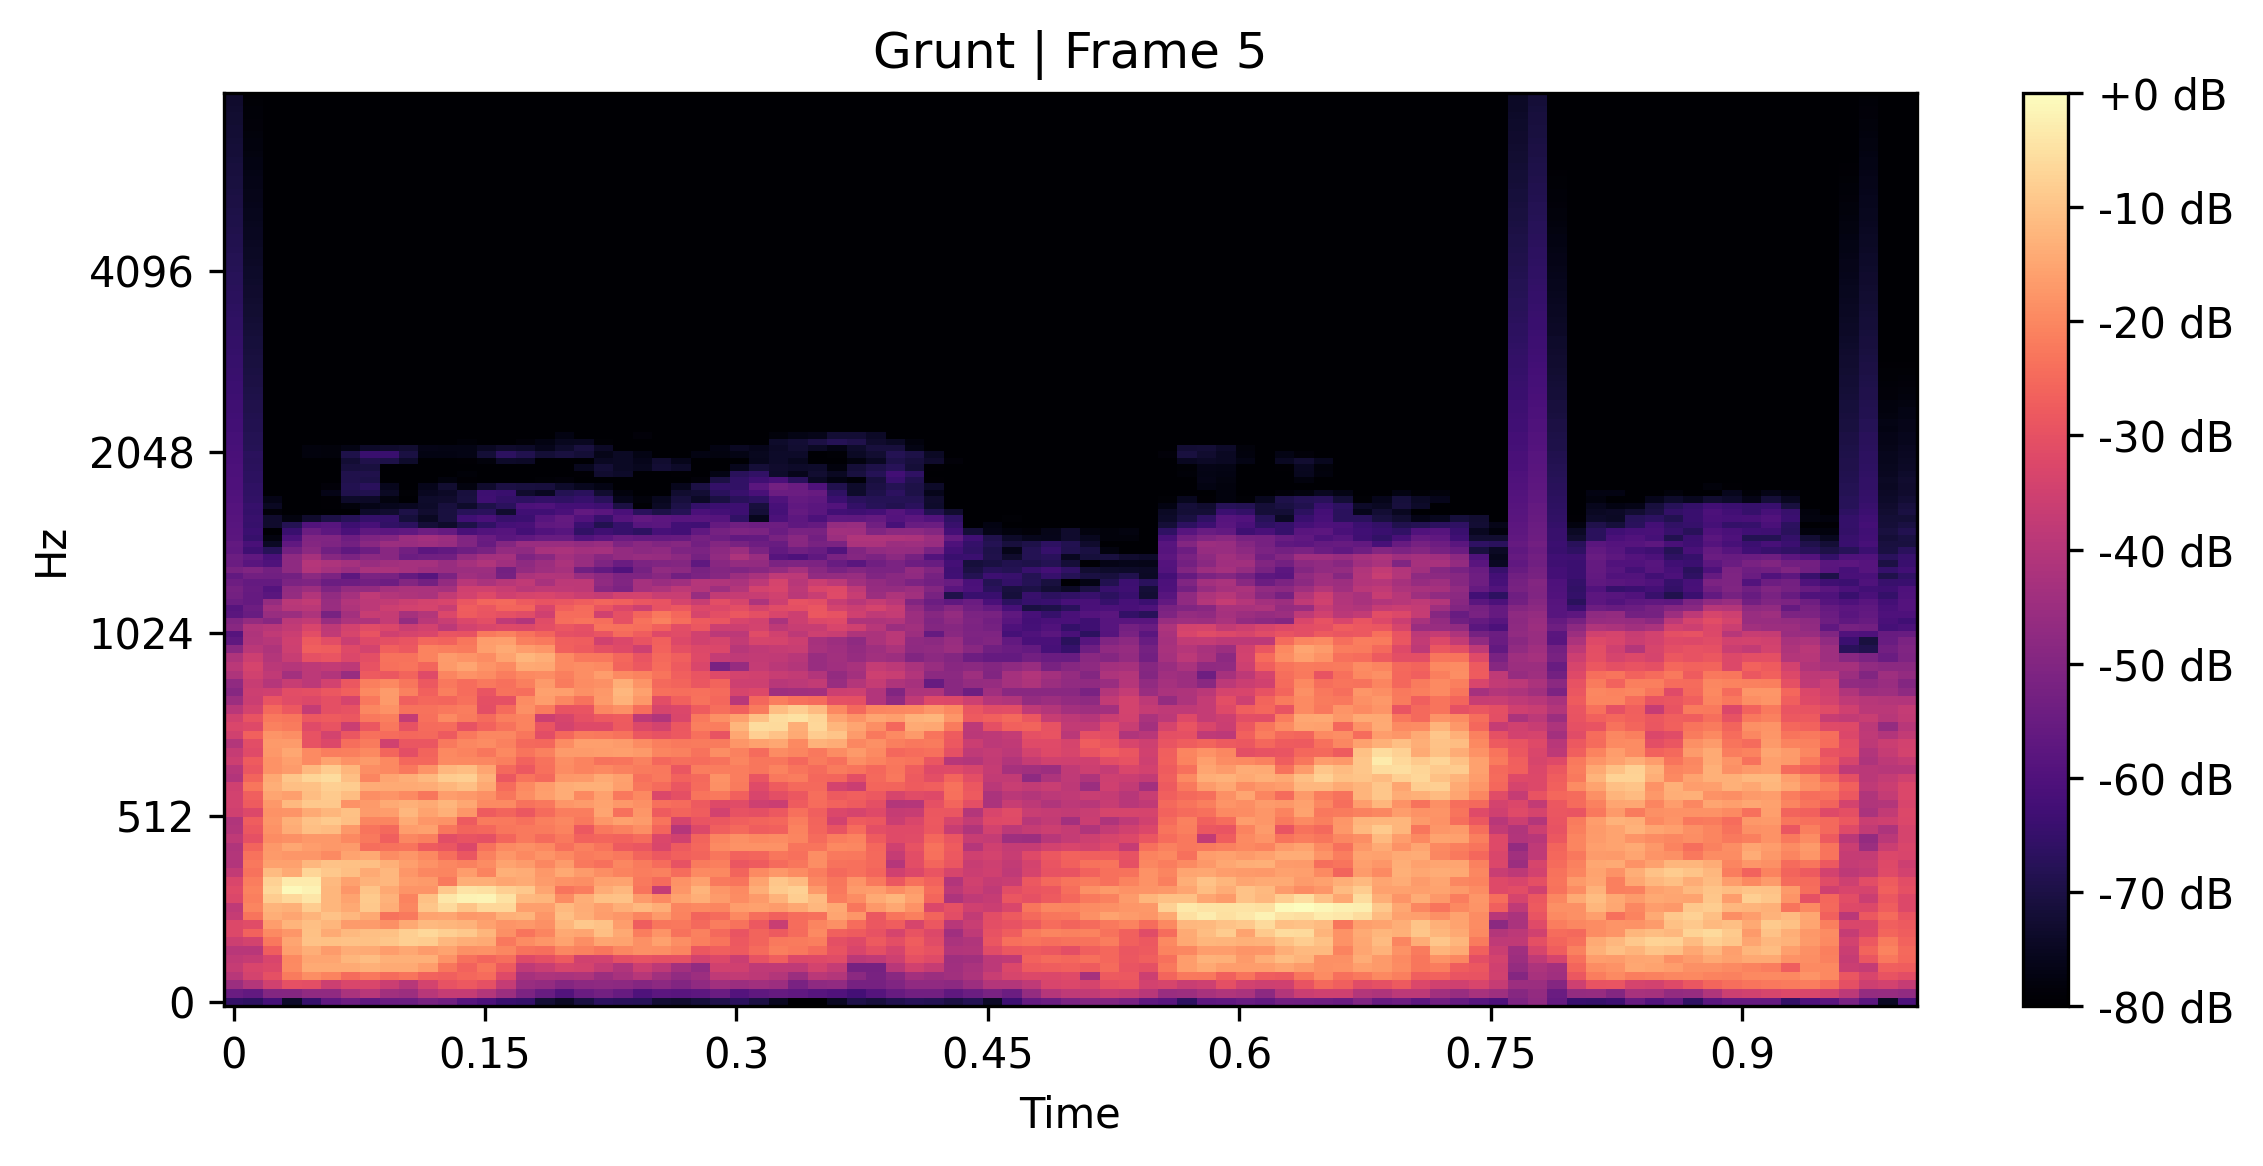 Grunt | Frame 5
+0 dB
-10 dB
-20 dB
-30 dB
-40 dB
-50 dB
-60 dB
-70 dB
-80 dB
Hz
4096
2048
1024
512
0
0 0.15 0.3 0.45 0.6 0.75 0.9
Time